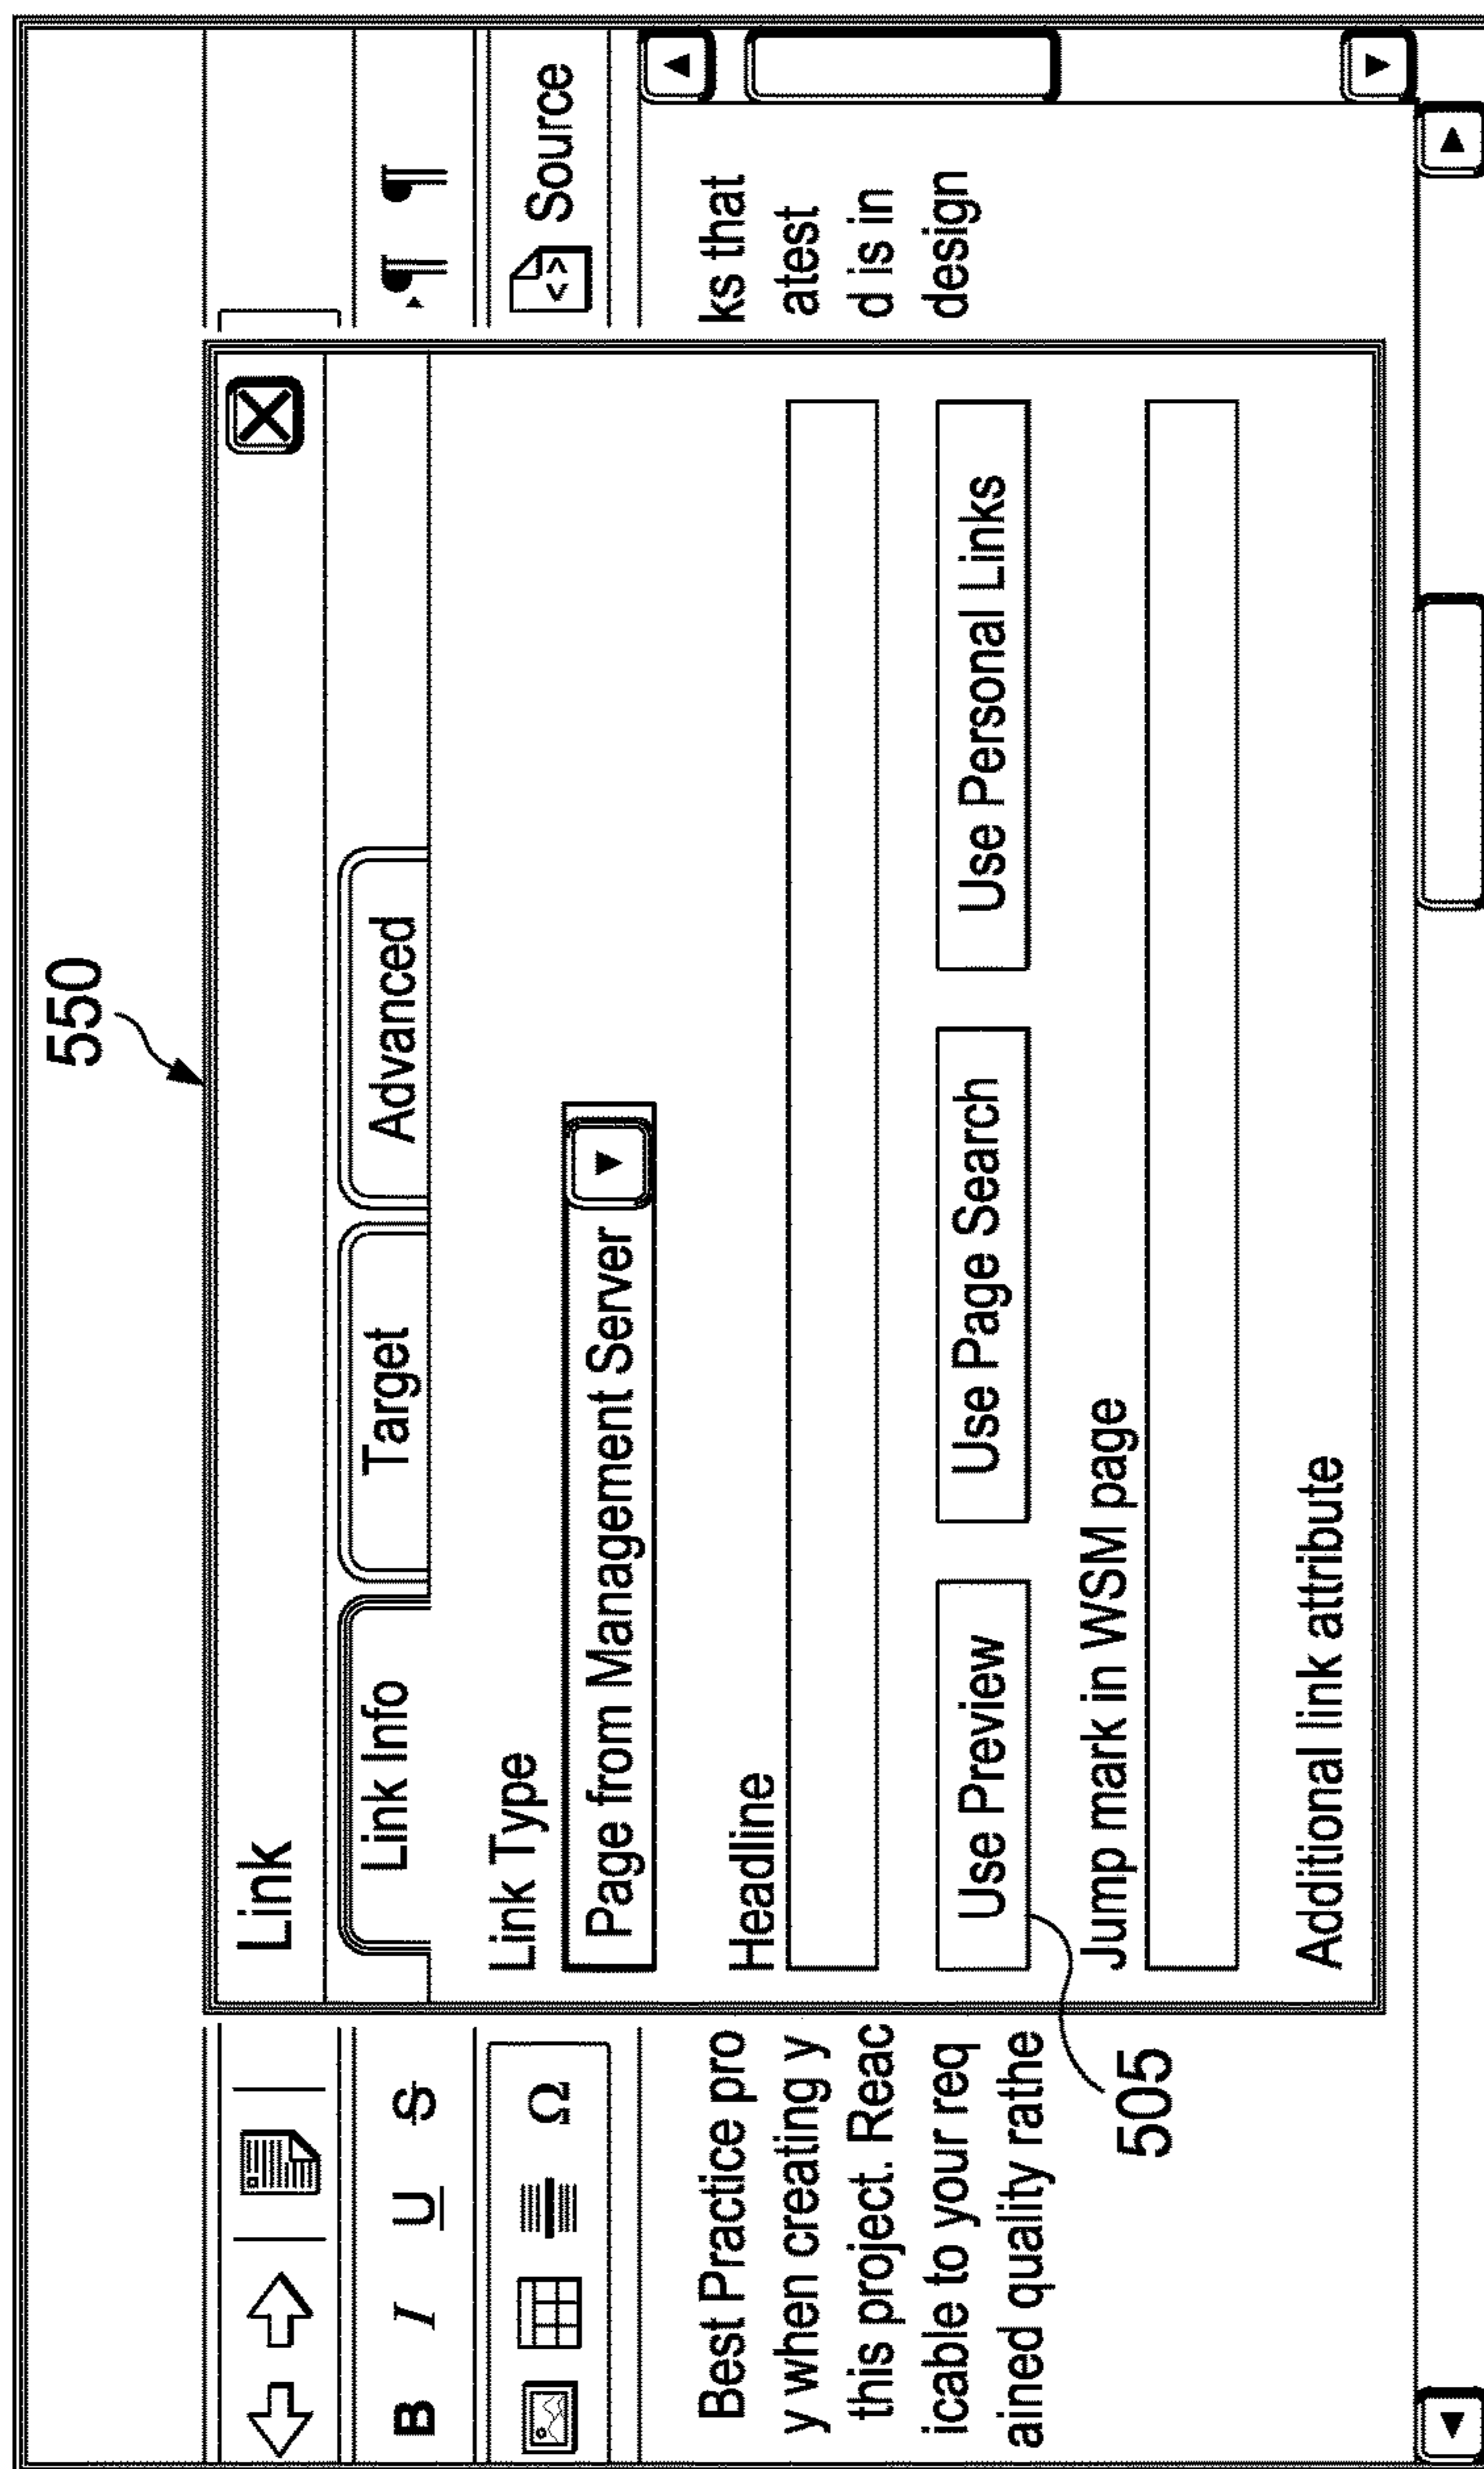 550
Link
Link Info Target Advanced
B I U S ¶ ¶
Link Type
Page from Management Server
Ω <> Source
Headline
Best Practice pro ks that
y when creating y atest
this project. Reac d is in
icable to your req design
ained quality rathe
Use Preview Use Page Search Use Personal Links
505
Jump mark in WSM page
Additional link attribute